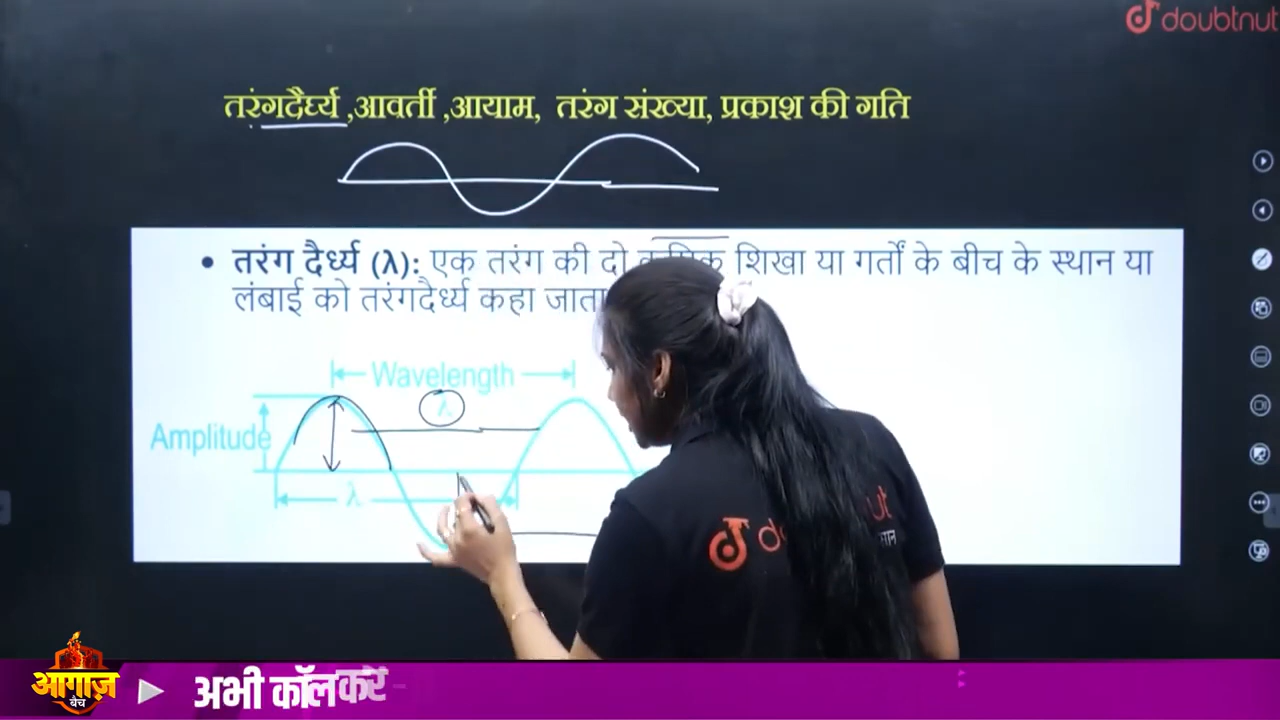 doubtnut
तरंगदैर्घ्य ,आवर्ती ,आयाम, तरंग संख्या, प्रकाश की गति
• तरंग दैर्ध्य (λ): एक तरंग की दो क्रमिक शिखा या गर्तों के बीच के स्थान या
लंबाई को तरंगदैर्ध्य कहा जाता
Wavelength
λ
Amplitude
λ
आगाज़
बैच
अभी कॉल करें